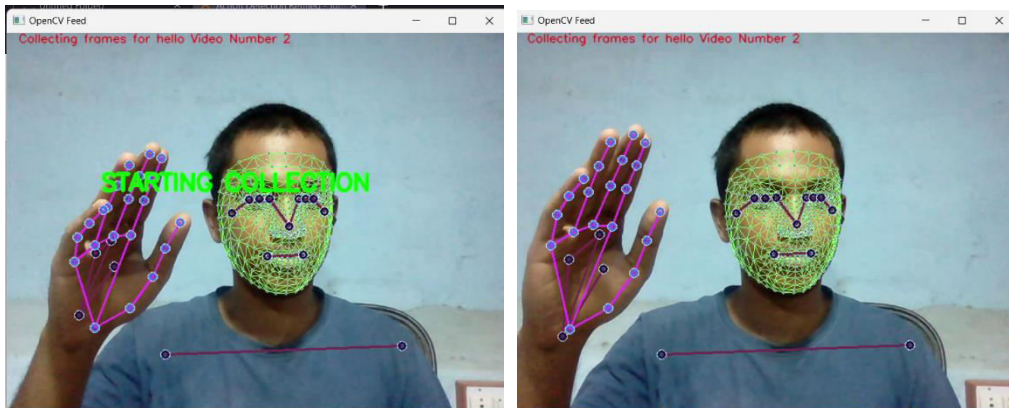 OpenCV Feed
Collecting frames for hello Video Number 2
STARTING COLLECTION
OpenCV Feed
Collecting frames for hello Video Number 2